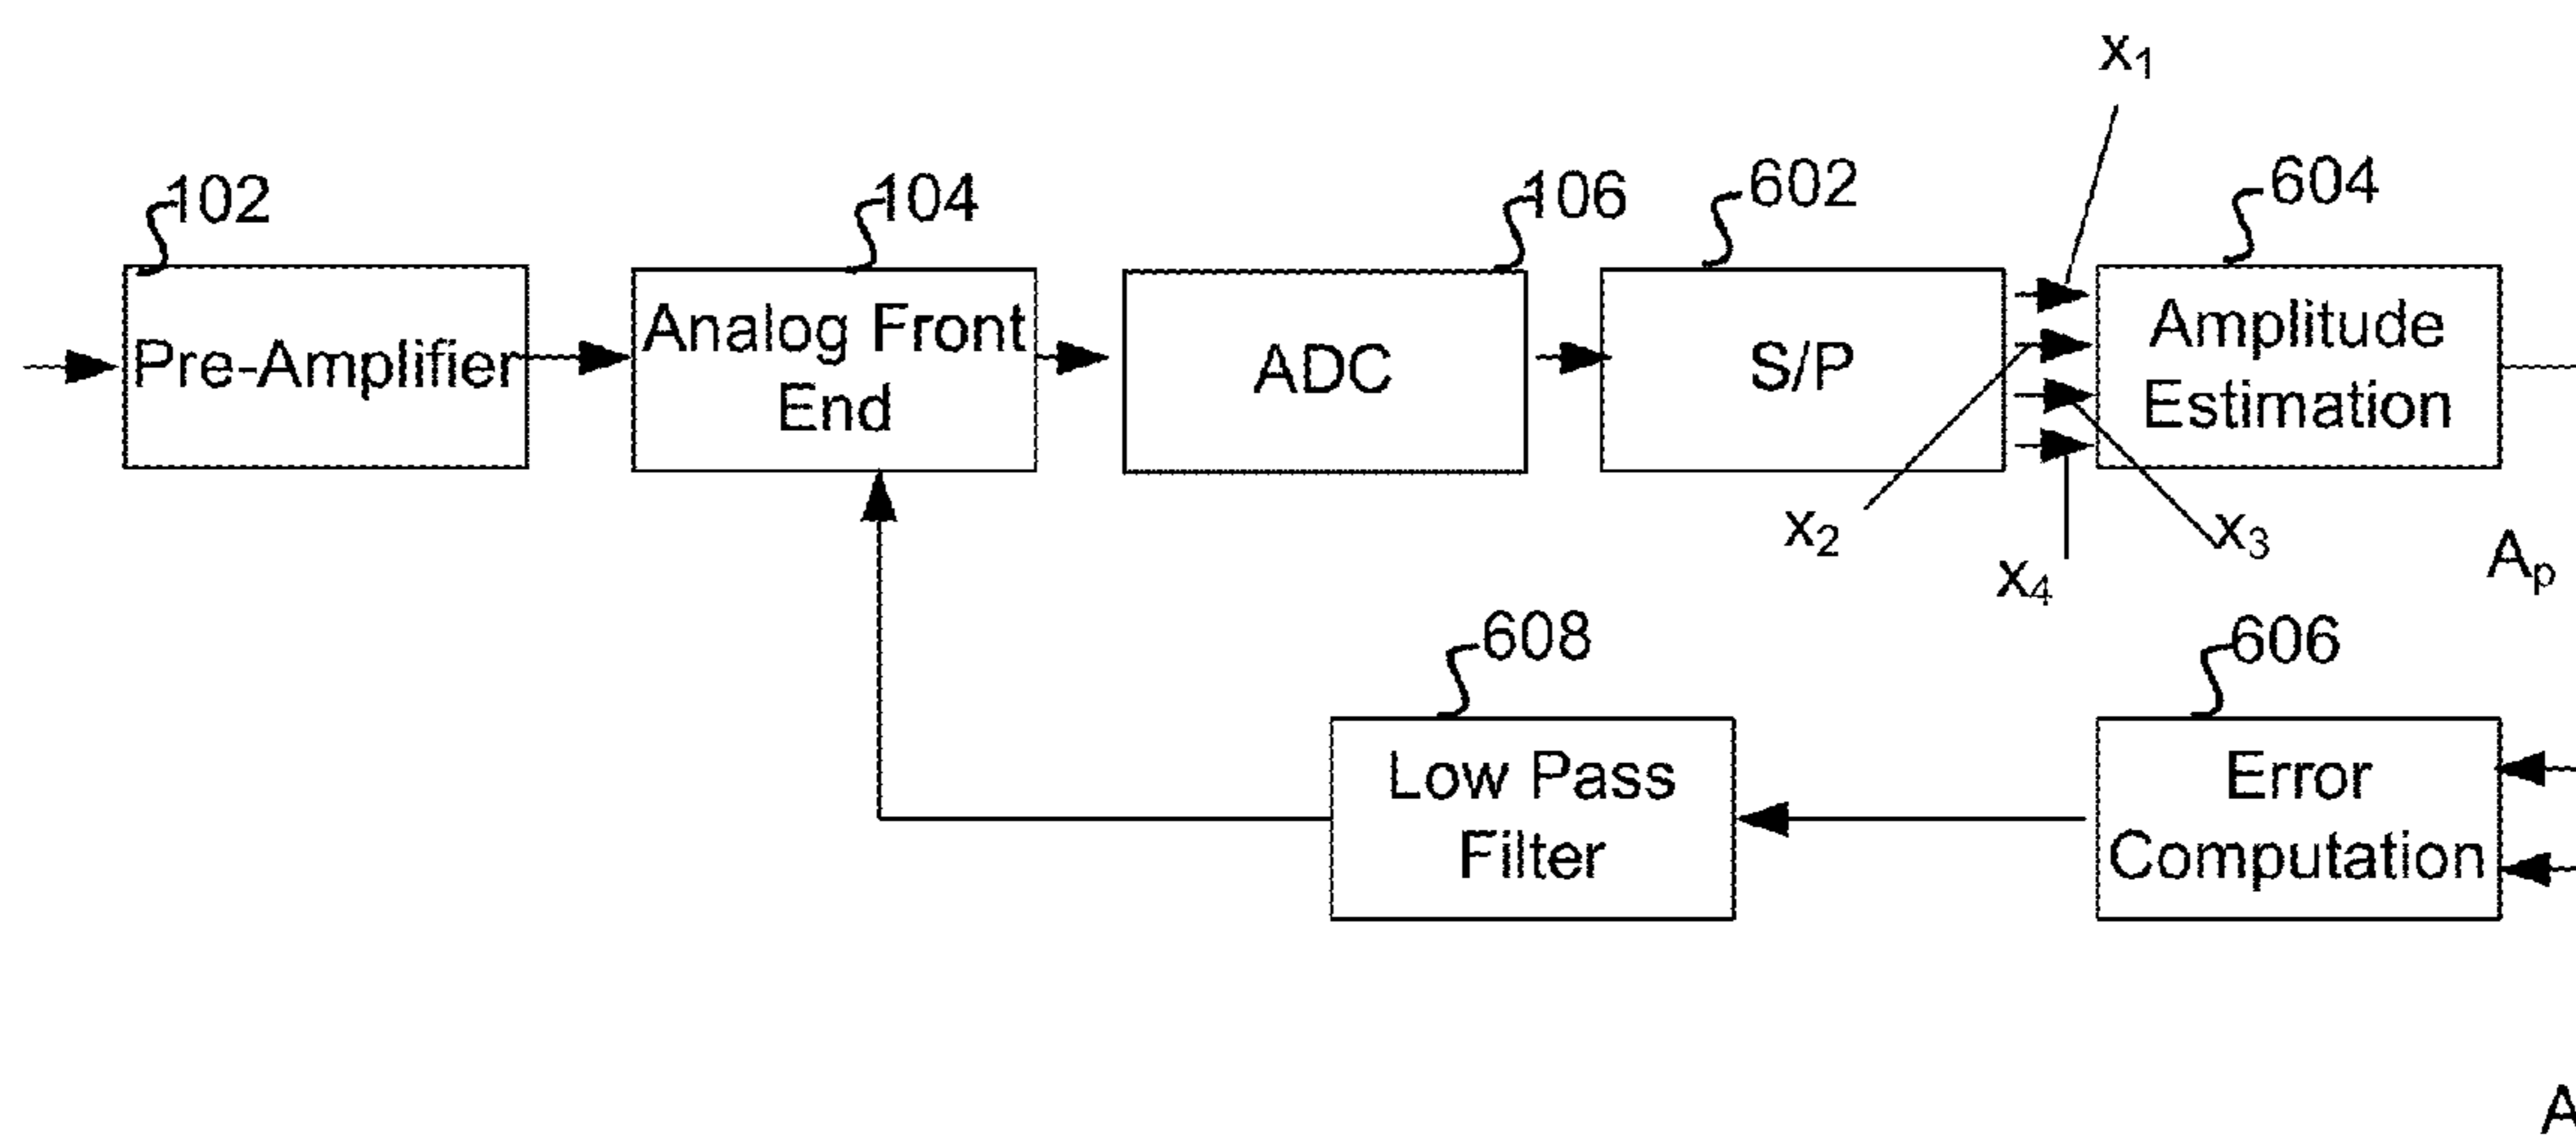 x1
102
104
106
602
604
Pre-Amplifier
Analog Front
End
ADC
S/P
Amplitude
Estimation
x2
x3
x4
Ap
608
606
Low Pass
Filter
Error
Computation
A